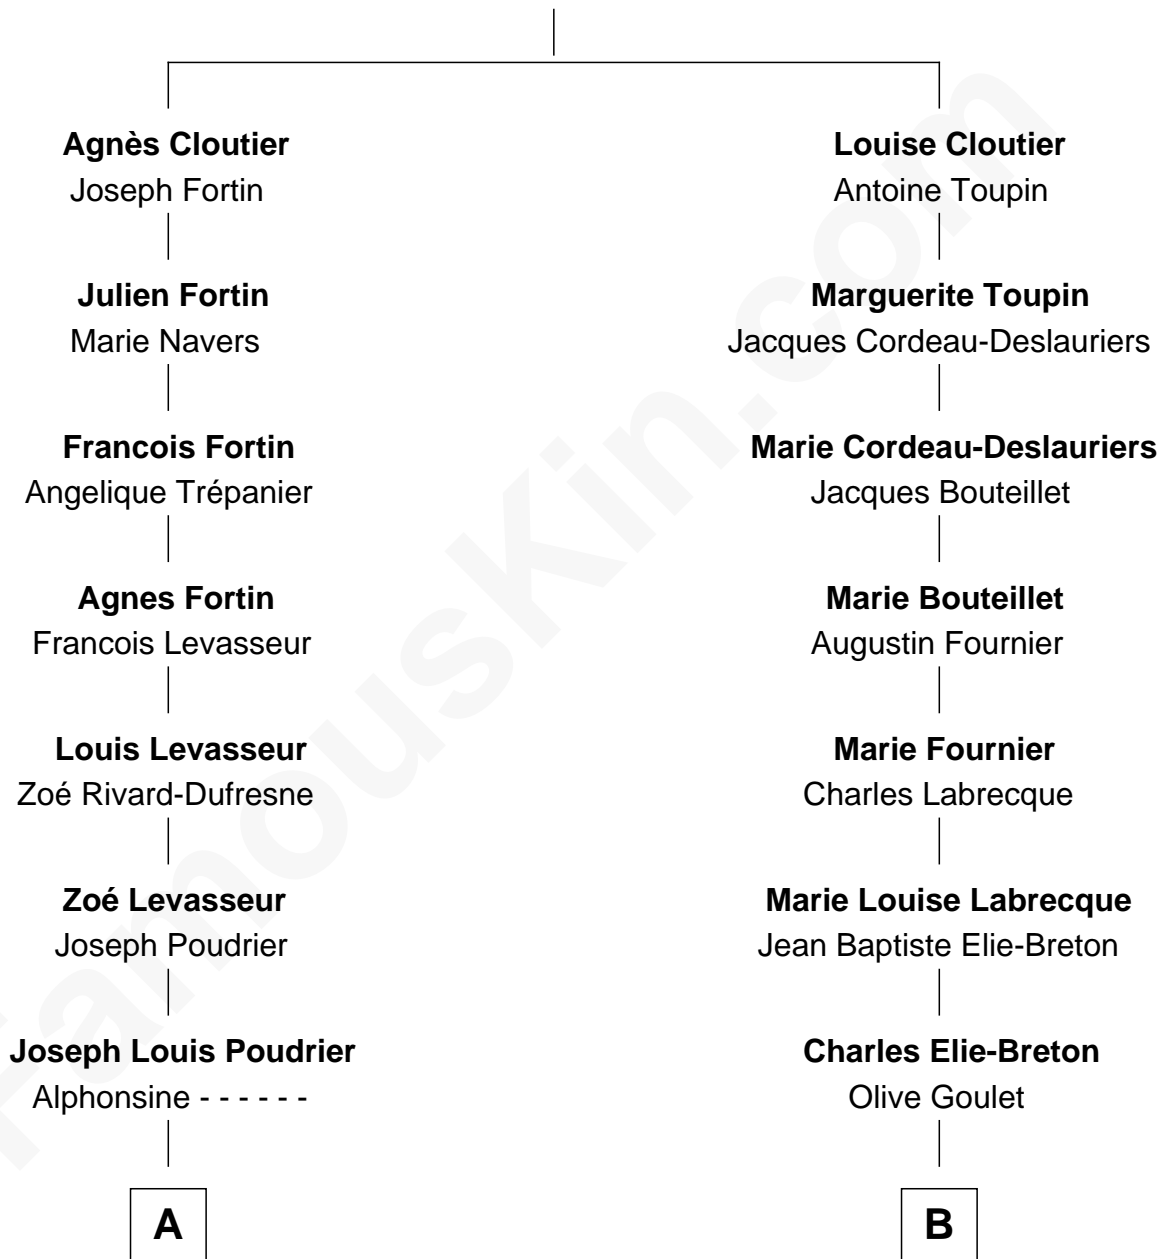 Agnès Cloutier
Joseph Fortin
Julien Fortin
Marie Navers
Francois Fortin
Angelique Trépanier
Agnes Fortin
Francois Levasseur
Louis Levasseur
Zoé Rivard-Dufresne
Zoé Levasseur
Joseph Poudrier
Joseph Louis Poudrier
Alphonsine - - - - - -
A
Louise Cloutier
Antoine Toupin
Marguerite Toupin
Jacques Cordeau-Deslauriers
Marie Cordeau-Deslauriers
Jacques Bouteillet
Marie Bouteillet
Augustin Fournier
Marie Fournier
Charles Labrecque
Marie Louise Labrecque
Jean Baptiste Elie-Breton
Charles Elie-Breton
Olive Goulet
B
FamousKin.com